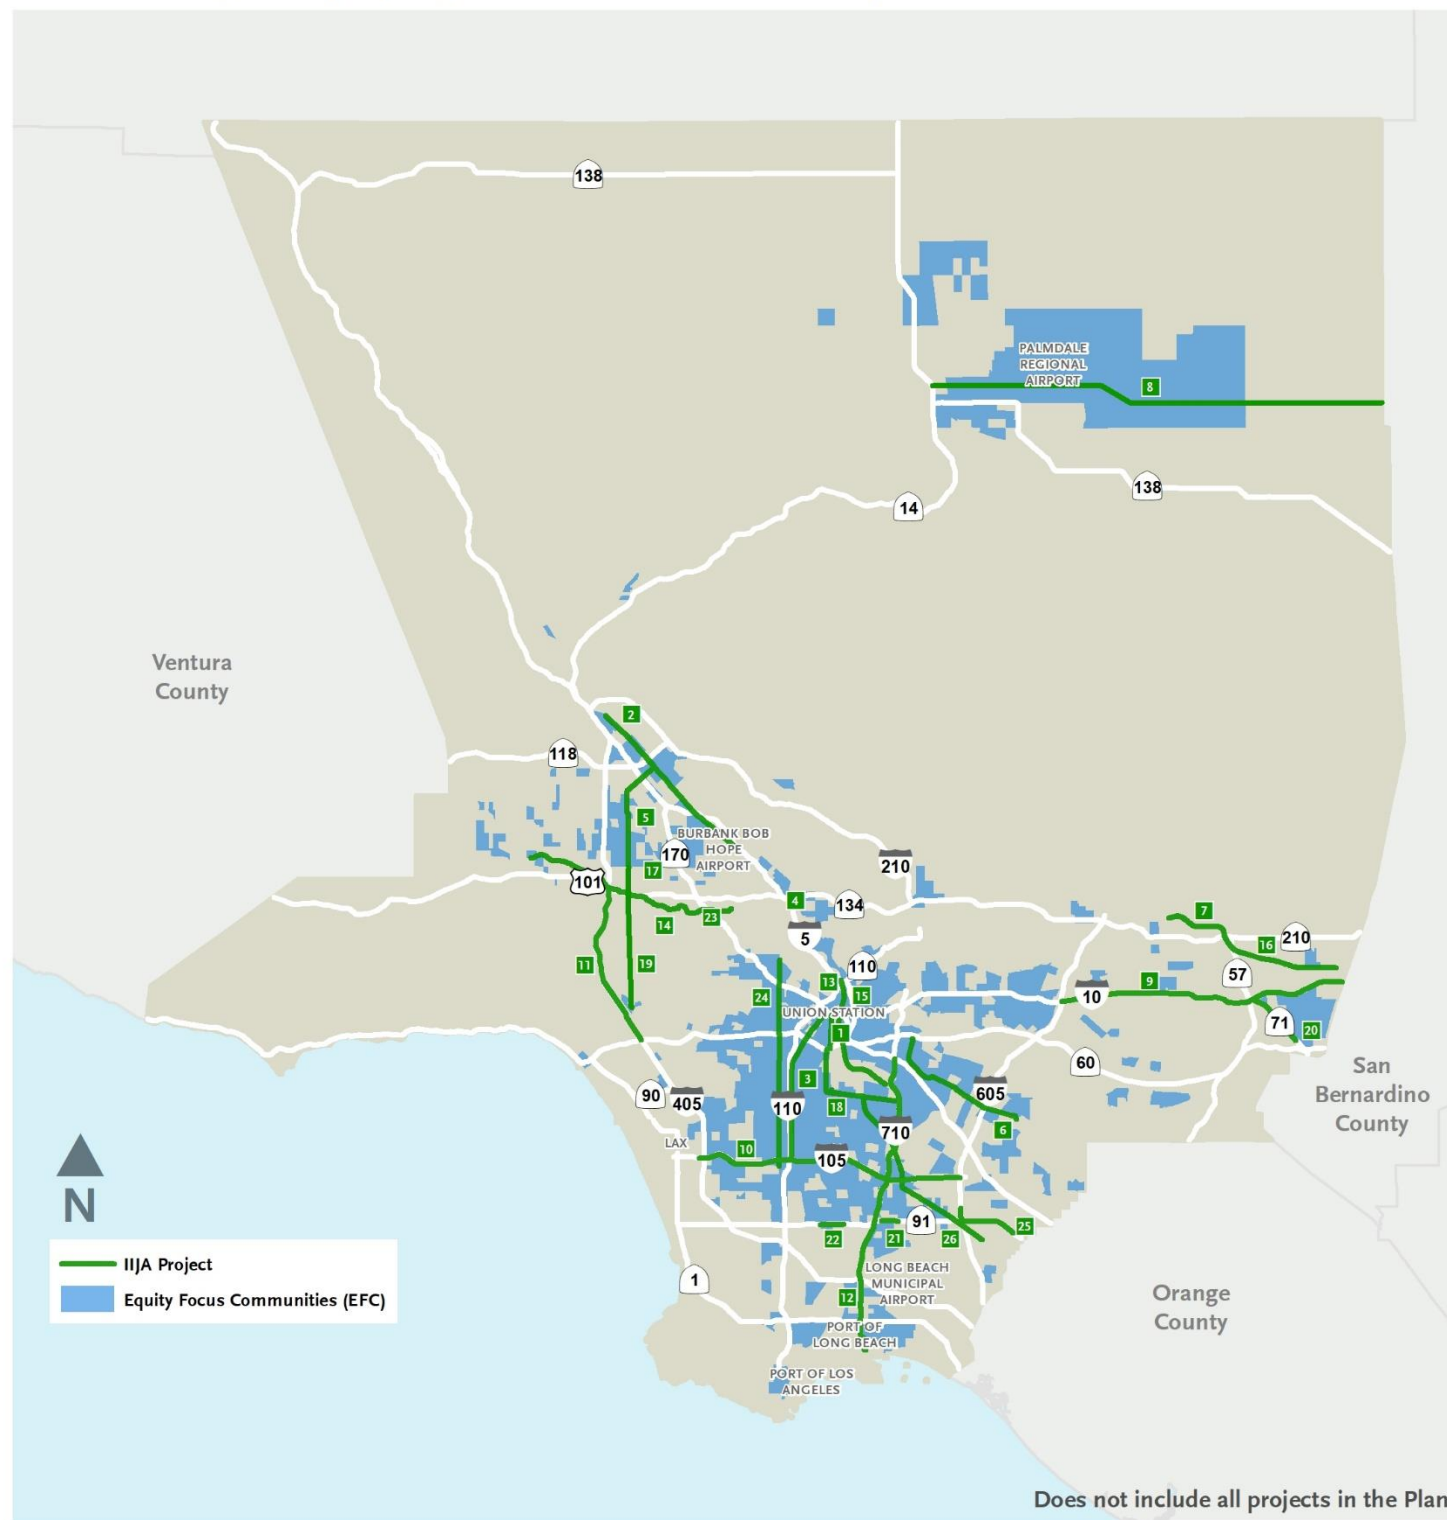 138
PALMDALE
REGIONAL
AIRPORT
8
138
14
Ventura
County
2
118
5
BURBANK BOB
HOPE
AIRPORT
170
17
210
101
4
134
14
23
5
7
16
210
11
19
24
13
110
15
57
9
10
UNION STATION
71
20
1
60
3
18
90
405
110
605
6
San
Bernardino
County
710
LAX
10
105
N
22
21
91
26
25
IIJA Project
Equity Focus Communities (EFC)
1
LONG BEACH
MUNICIPAL
AIRPORT
12
PORT OF
LONG BEACH
PORT OF LOS
ANGELES
Orange
County
Does not include all projects in the Plan